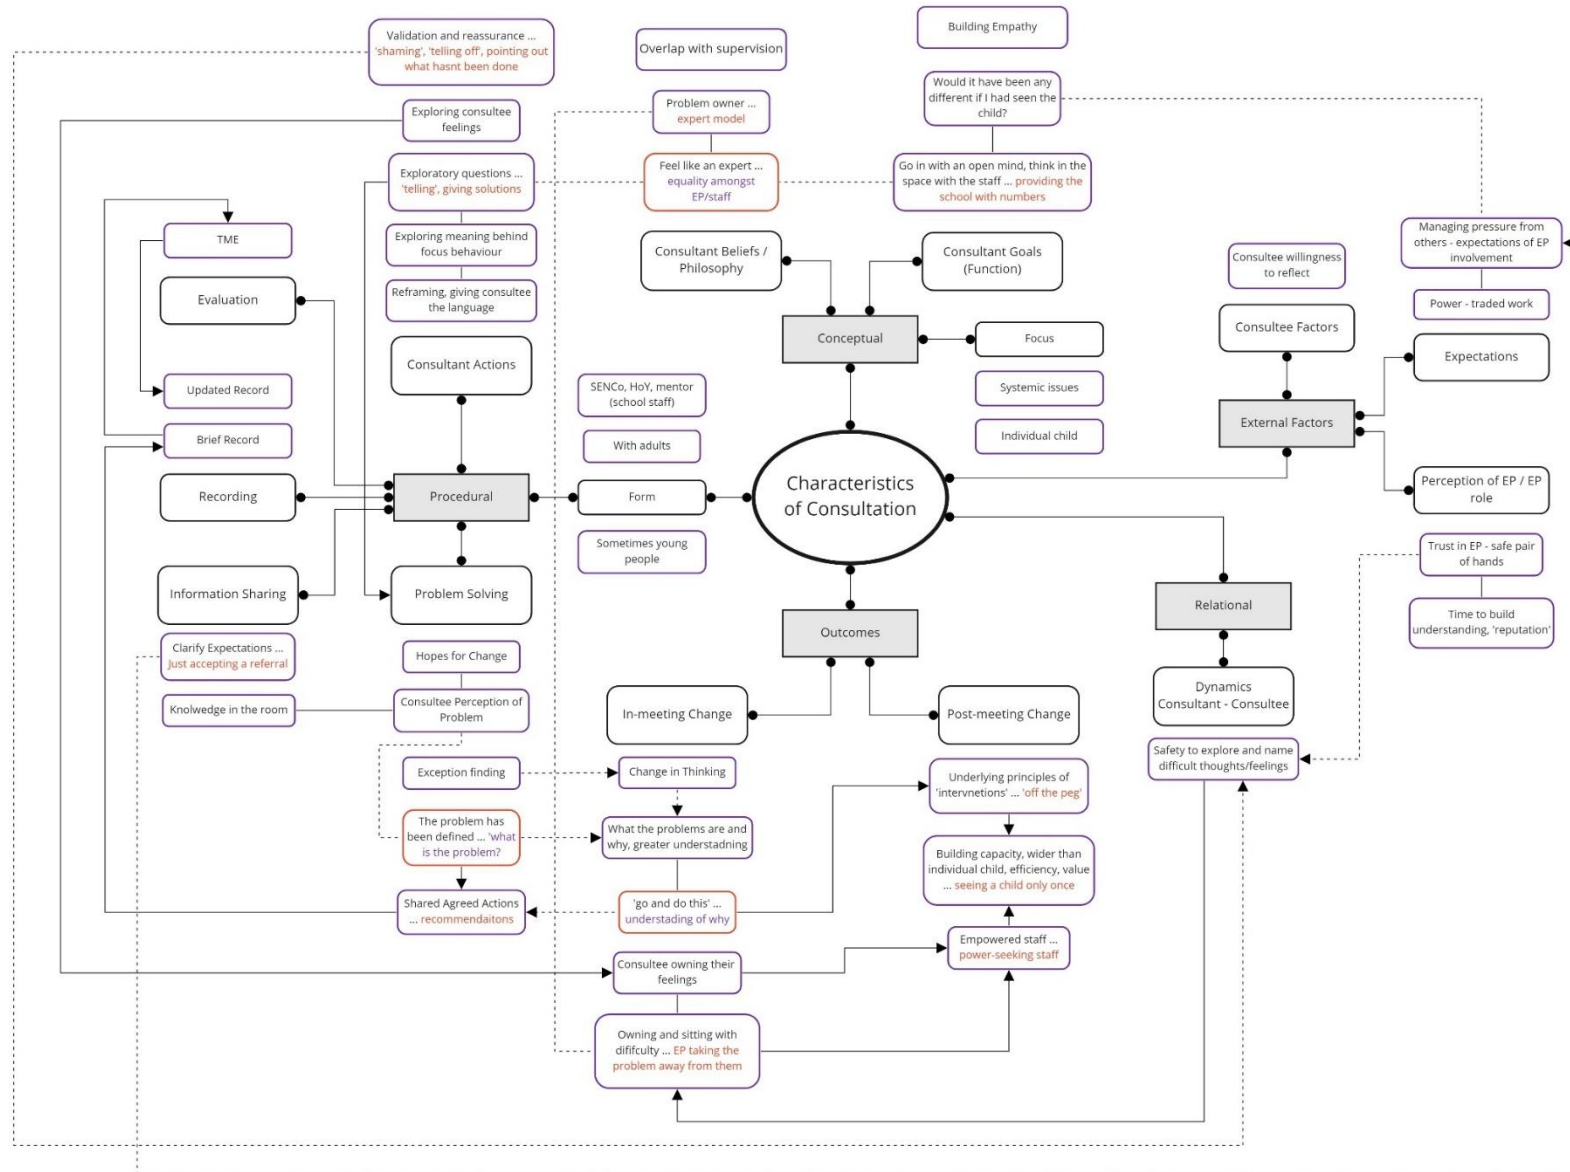 Validation and reassurance ...
'shaming', 'telling off', pointing out
what hasnt been done
Overlap with supervision
Building Empathy
Exploring consultee
feelings
Problem owner ...
expert model
Would it have been any
different if I had seen the
child?
Exploratory questions ...
'telling', giving solutions
Feel like an expert ...
equality amongst
EP/staff
Go in with an open mind, think in the
space with the staff ... providing the
school with numbers
TME
Exploring meaning behind
focus behaviour
Consultant Beliefs /
Philosophy
Consultant Goals
(Function)
Consultee willingness
to reflect
Managing pressure from
others - expectations of EP
involvement
Evaluation
Reframing, giving consultee
the language
Power - traded work
Conceptual
Focus
Consultee Factors
Expectations
Consultant Actions
Updated Record
SENCo, HoY, mentor
(school staff)
Systemic issues
External Factors
Brief Record
With adults
Individual child
Recording
Procedural
Form
Characteristics
of Consultation
Perception of EP / EP
role
Sometimes young
people
Trust in EP - safe pair
of hands
Information Sharing
Problem Solving
Outcomes
Relational
Time to build
understanding, 'reputation'
Clarify Expectations ...
Just accepting a referral
Hopes for Change
Knolwedge in the room
Consultee Perception of
Problem
In-meeting Change
Post-meeting Change
Dynamics
Consultant - Consultee
Exception finding
Change in Thinking
Underlying principles of
'intervnetions' ... 'off the peg'
Safety to explore and name
difficult thoughts/feelings
The problem has
been defined ... 'what
is the problem?
What the problems are and
why, greater understadning
Building capacity, wider than
individual child, efficiency, value
... seeing a child only once
Shared Agreed Actions
... recommendaitons
'go and do this' ...
understading of why
Empowered staff ...
power-seeking staff
Consultee owning their
feelings
Owning and sitting with
dififculty ... EP taking the
problem away from them